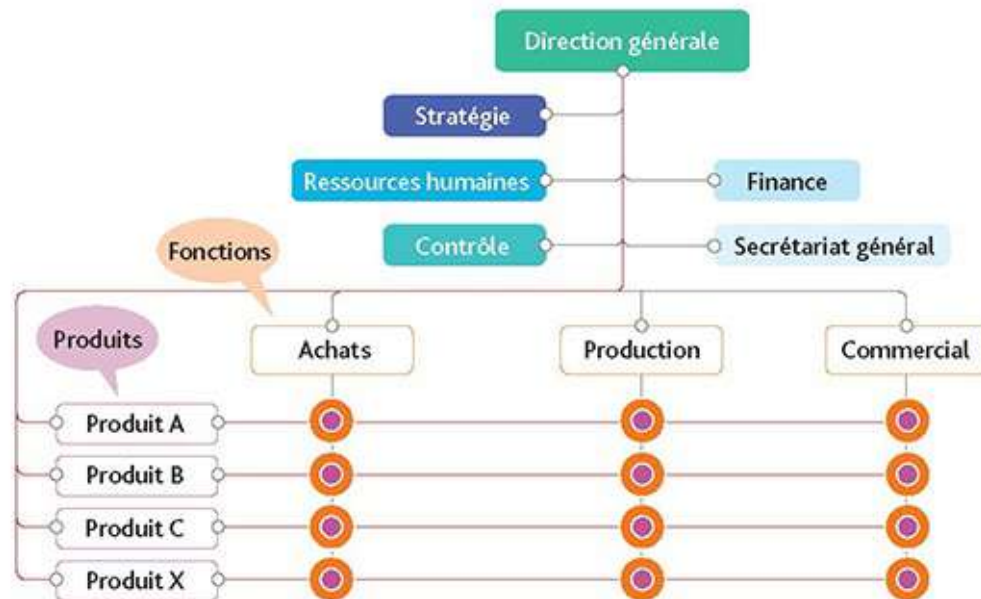 Direction générale
Stratégie
Ressources humaines
Finance
Contrôle
Secrétariat général
Fonctions
Produits
Achats
Production
Commercial
Produit A
Produit B
Produit C
Produit X